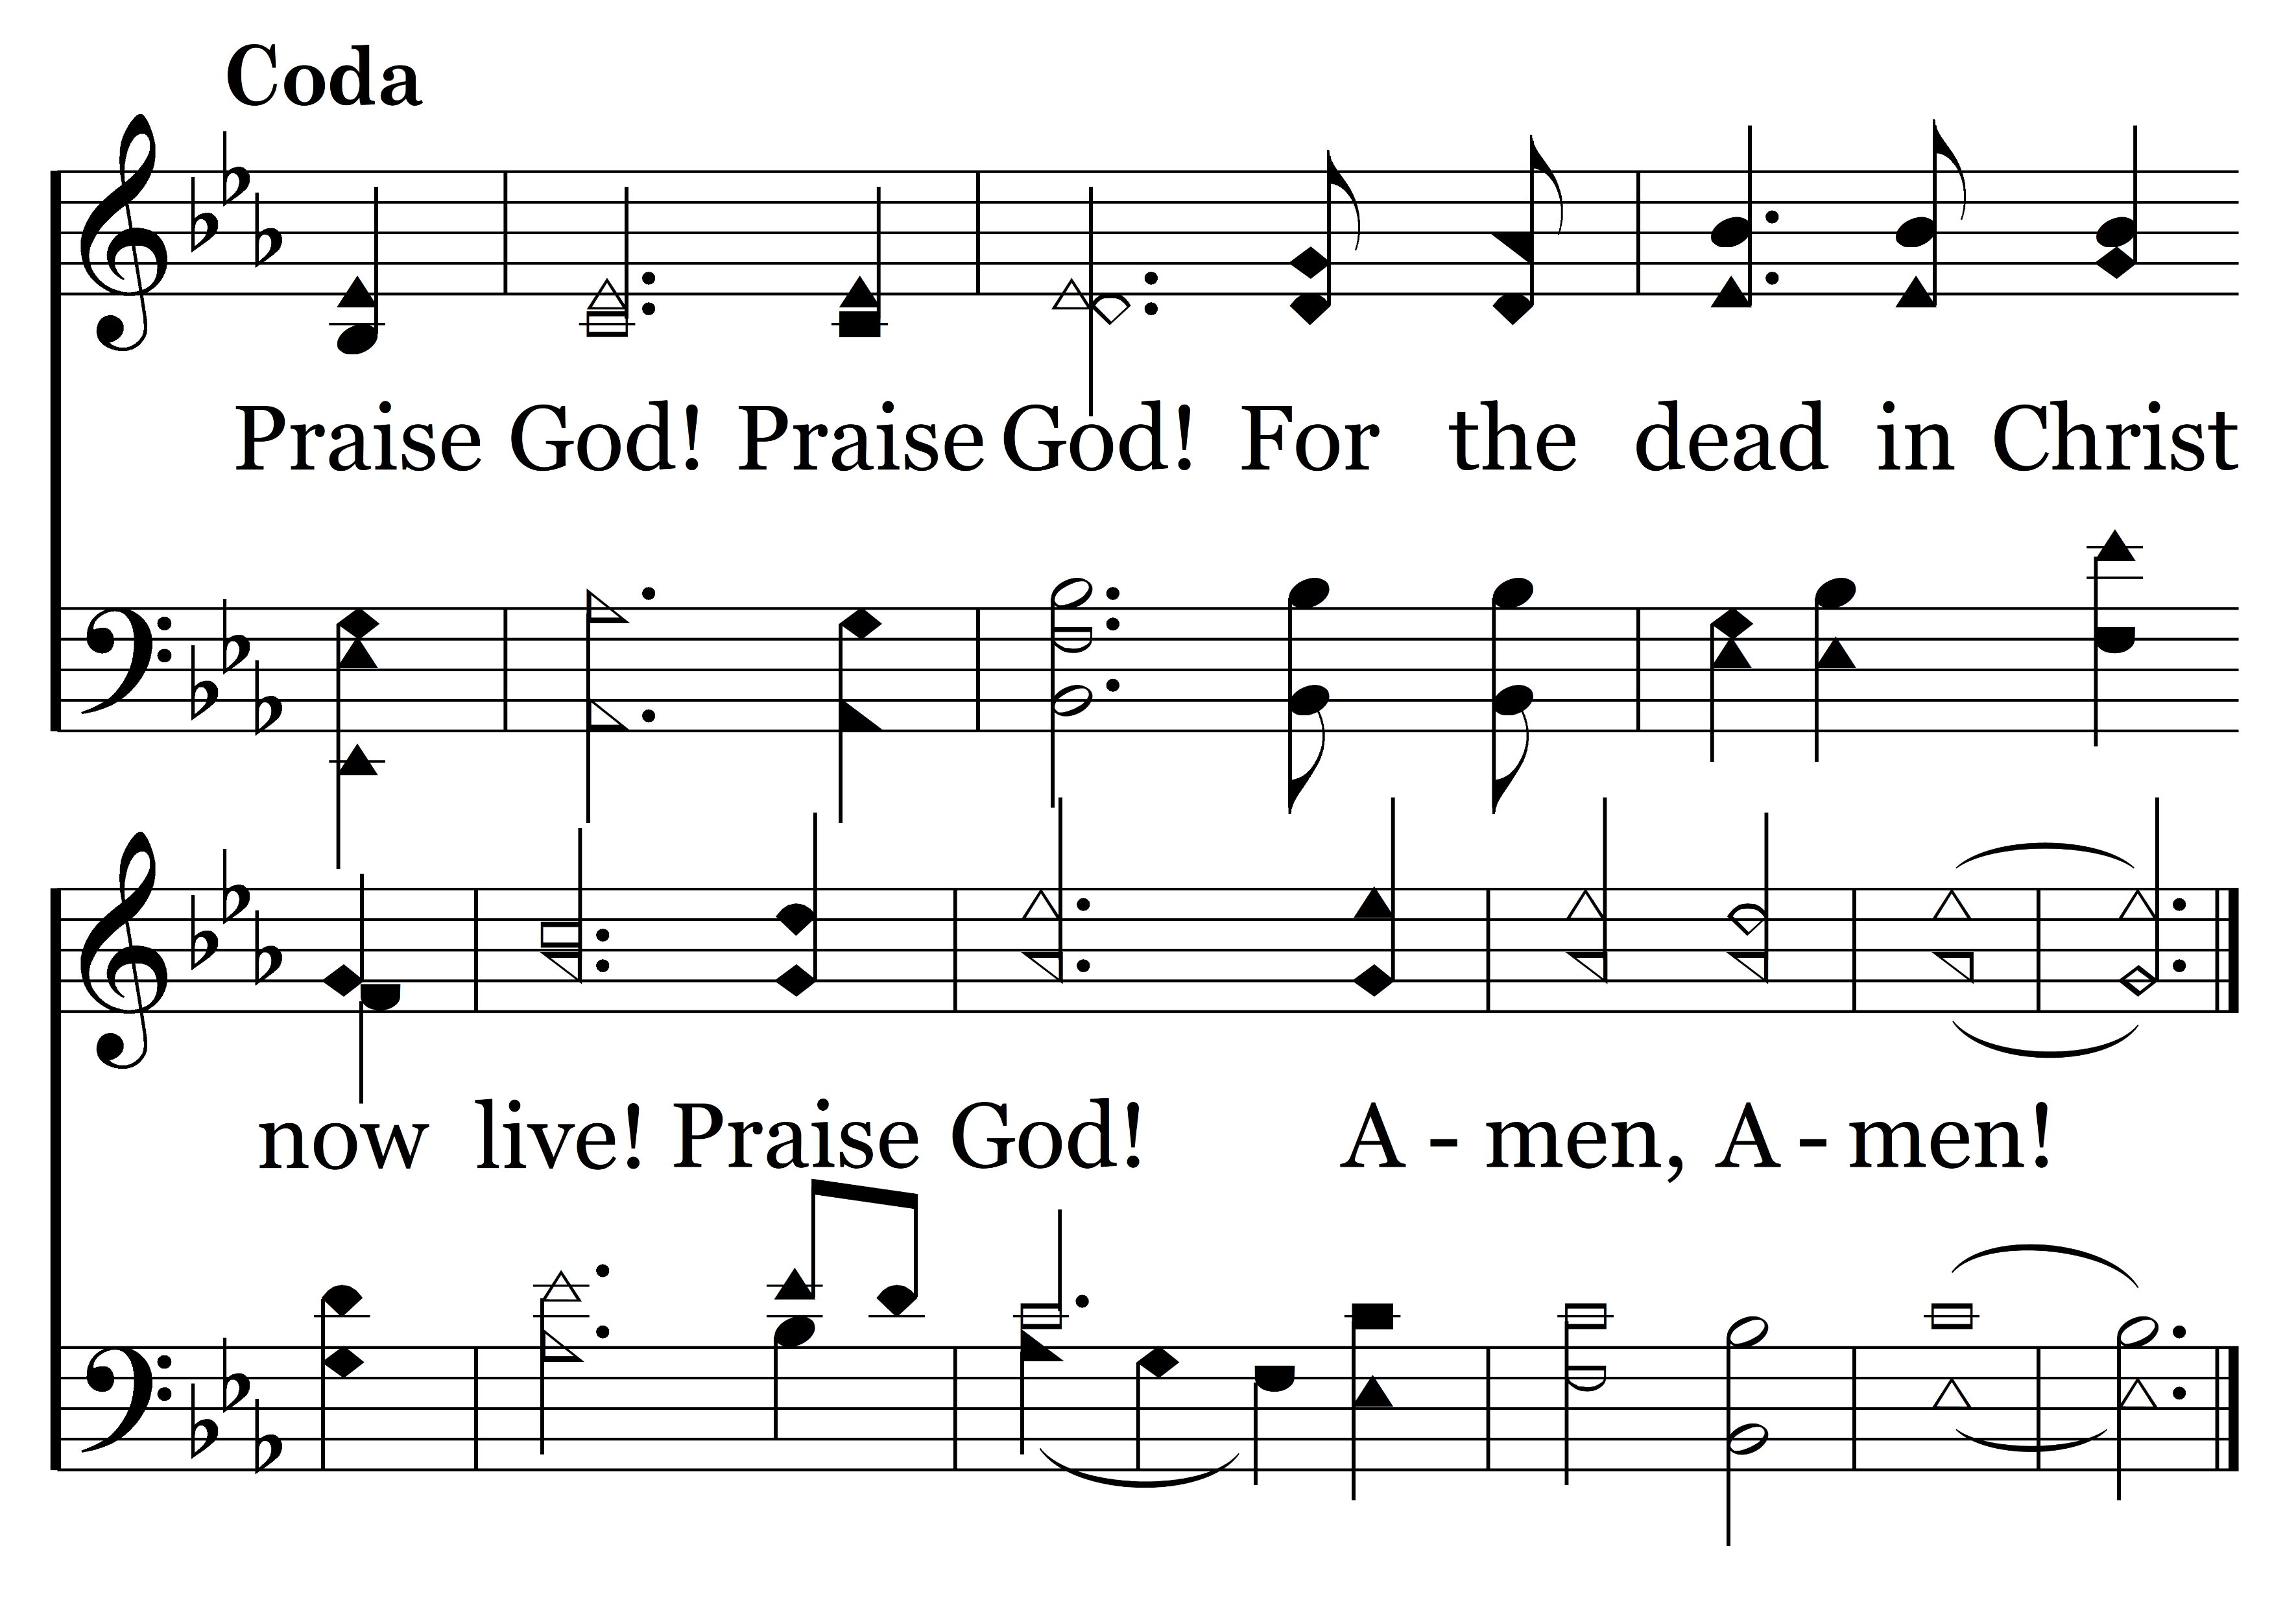 Coda
Praise God! Praise God! For the dead in Christ
now live! Praise God! A - men, A - men!